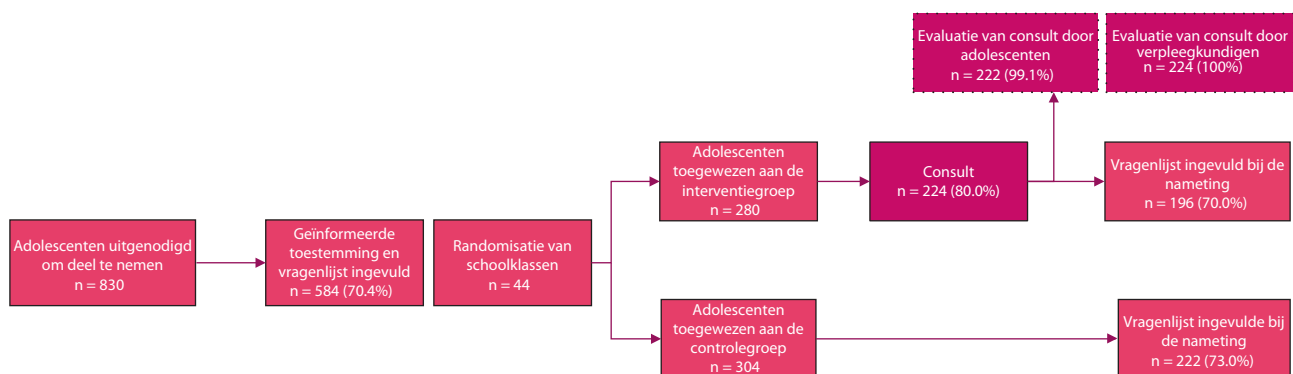 Evaluatie van consult door
adolescenten
n = 222 (99.1%)
Evaluatie van consult door
verpleegkundigen
n = 224 (100%)
Adolescenten
toegewezen aan de
interventiegroep
n = 280
Consult
n = 224 (80.0%)
Vragenlijst ingevuld bij de
nameting
n = 196 (70.0%)
Adolescenten uitgenodigd
om deel te nemen
n = 830
Geïnformeerde
toestemming en
vragenlijst ingevuld
n = 584 (70.4%)
Randomisatie van
schoolklassen
n = 44
Adolescenten
toegewezen aan de
controlegroep
n = 304
Vragenlijst ingevulde bij
de nameting
n = 222 (73.0%)